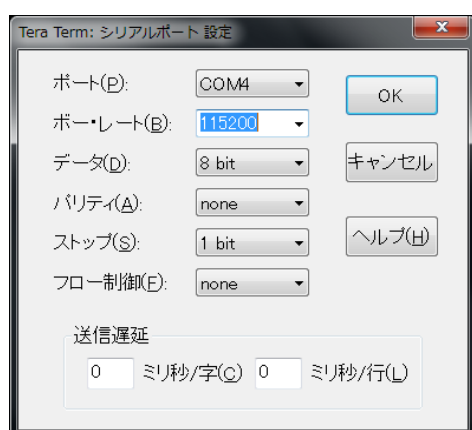 Tera Term: シリアルポート 設定
ポート(P): COM4
OK
ボー・レート(B): 115200
データ(D): 8 bit
キャンセル
パリティ(A): none
ストップ(S): 1 bit
ヘルプ(H)
フロー制御(F): none
送信遅延
0 ミリ秒/字(C) 0 ミリ秒/行(L)